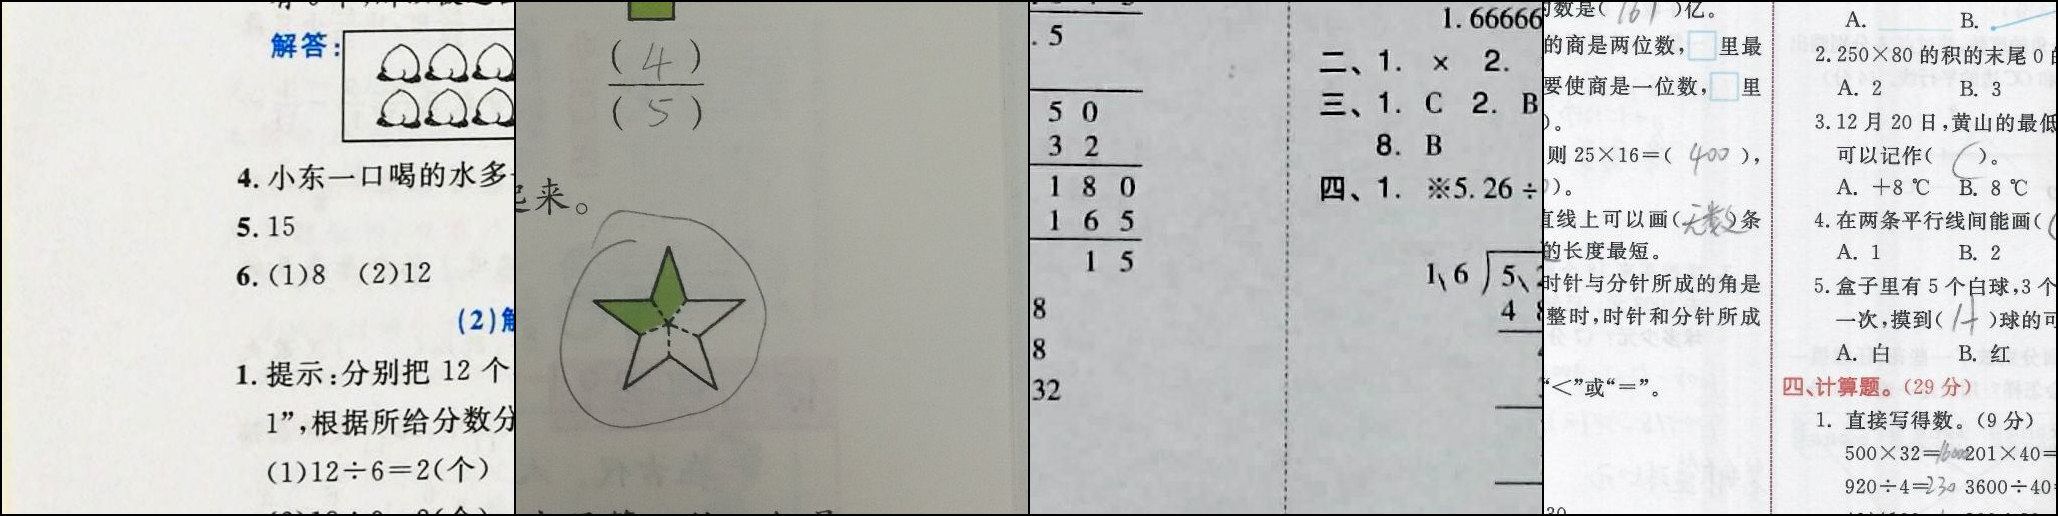 解答:
4. 小东一口喝的水多
5. 15
6. (1)8 (2)12
(2)解
1. 提示:分别把 12 个
1”,根据所给分数分
(1)12÷6=2(个)
(4)
(5)
来。
. 5
5 0
3 2
1 8 0
1 6 5
1 5
8
8
32
1. 66666
二、1. × 2.
三、1. C 2. B
8. B
四、1. ※5. 26 ÷
1 6 5
4 8
数是( 161 )亿。
的商是两位数,□里最
要使商是一位数,□里
)。
则 25×16=( 400 ),
)。
直线上可以画(无数)条
的长度最短。
时针与分针所成的角是
整时,时针和分针所成
“<”或“=”。
A. B.
2. 250×80 的积的末尾 0
A. 2 B. 3
3. 12 月 20 日,黄山的最低
可以记作( C )。
A. +8 ℃ B. 8 ℃
4. 在两条平行线间能画(
A. 1 B. 2
5. 盒子里有 5 个白球,3 个
一次,摸到( )球的可
A. 白 B. 红
四、计算题。(29 分)
1. 直接写得数。(9 分)
500×32=16000 201×40=
920÷4=230 3600÷40